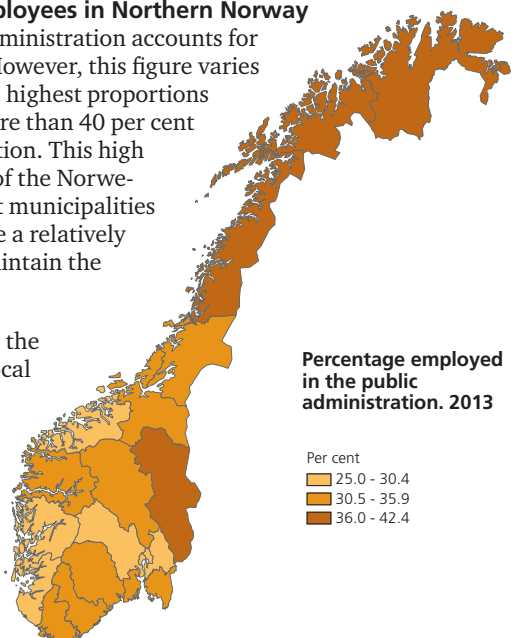 ployees in Northern Norway
ministration accounts for
However, this figure varies
highest proportions
re than 40 per cent
tion. This high
of the Norwe-
t municipalities
e a relatively
intain the
the
cal
Percentage employed
in the public
administration. 2013
Per cent
25.0 - 30.4
30.5 - 35.9
36.0 - 42.4